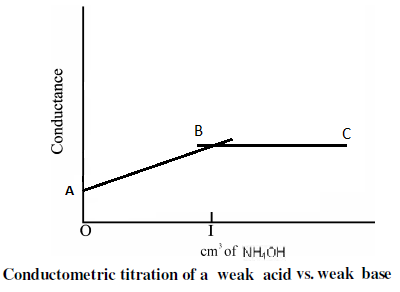 Conductance
B
C
A
O
I
cm³ of NH₄OH
Conductometric titration of a weak acid vs. weak base